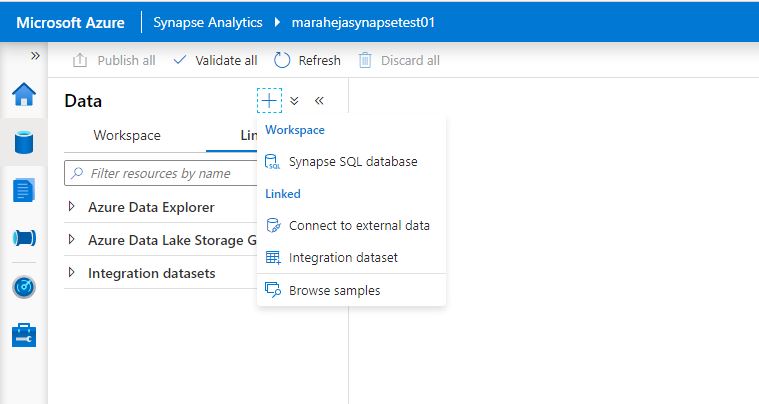 Microsoft Azure
Synapse Analytics
marahejasynapsetest01
Publish all
Validate all
Refresh
Discard all
Data
Workspace
Lin
Filter resources by name
Azure Data Explorer
Azure Data Lake Storage G
Integration datasets
Workspace
SQL
Synapse SQL database
Linked
Connect to external data
Integration dataset
Browse samples